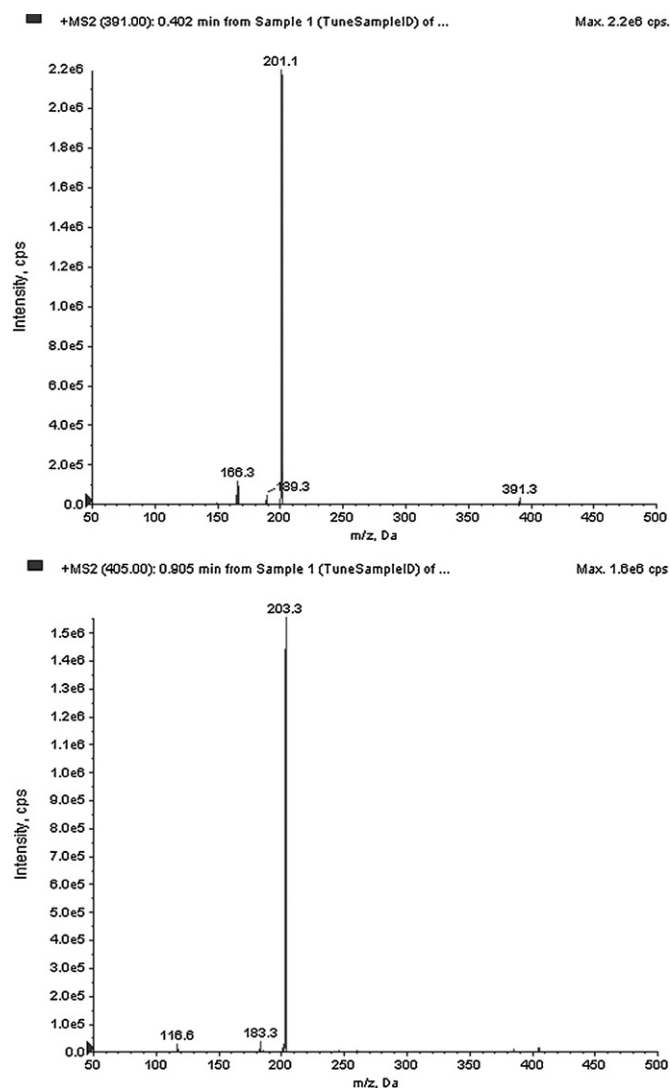 +MS2 (391.00): 0.402 min from Sample 1 (TuneSampleID) of ... Max. 2.2e6 cps.
201.1
2.2e6
2.0e6
1.8e6
1.6e6
1.4e6
1.2e6
1.0e6
8.0e5
6.0e5
4.0e5
2.0e5
0.0
Intensity, cps
166.3
189.3
391.3
50 100 150 200 250 300 350 400 450 500
m/z, Da
+MS2 (405.00): 0.905 min from Sample 1 (TuneSampleID) of ... Max. 1.6e6 cps
203.3
1.5e6
1.4e6
1.3e6
1.2e6
1.1e6
1.0e6
9.0e5
8.0e5
7.0e5
6.0e5
5.0e5
4.0e5
3.0e5
2.0e5
1.0e5
0.0
Intensity, cps
116.6
183.3
50 100 150 200 250 300 350 400 450 500
m/z, Da